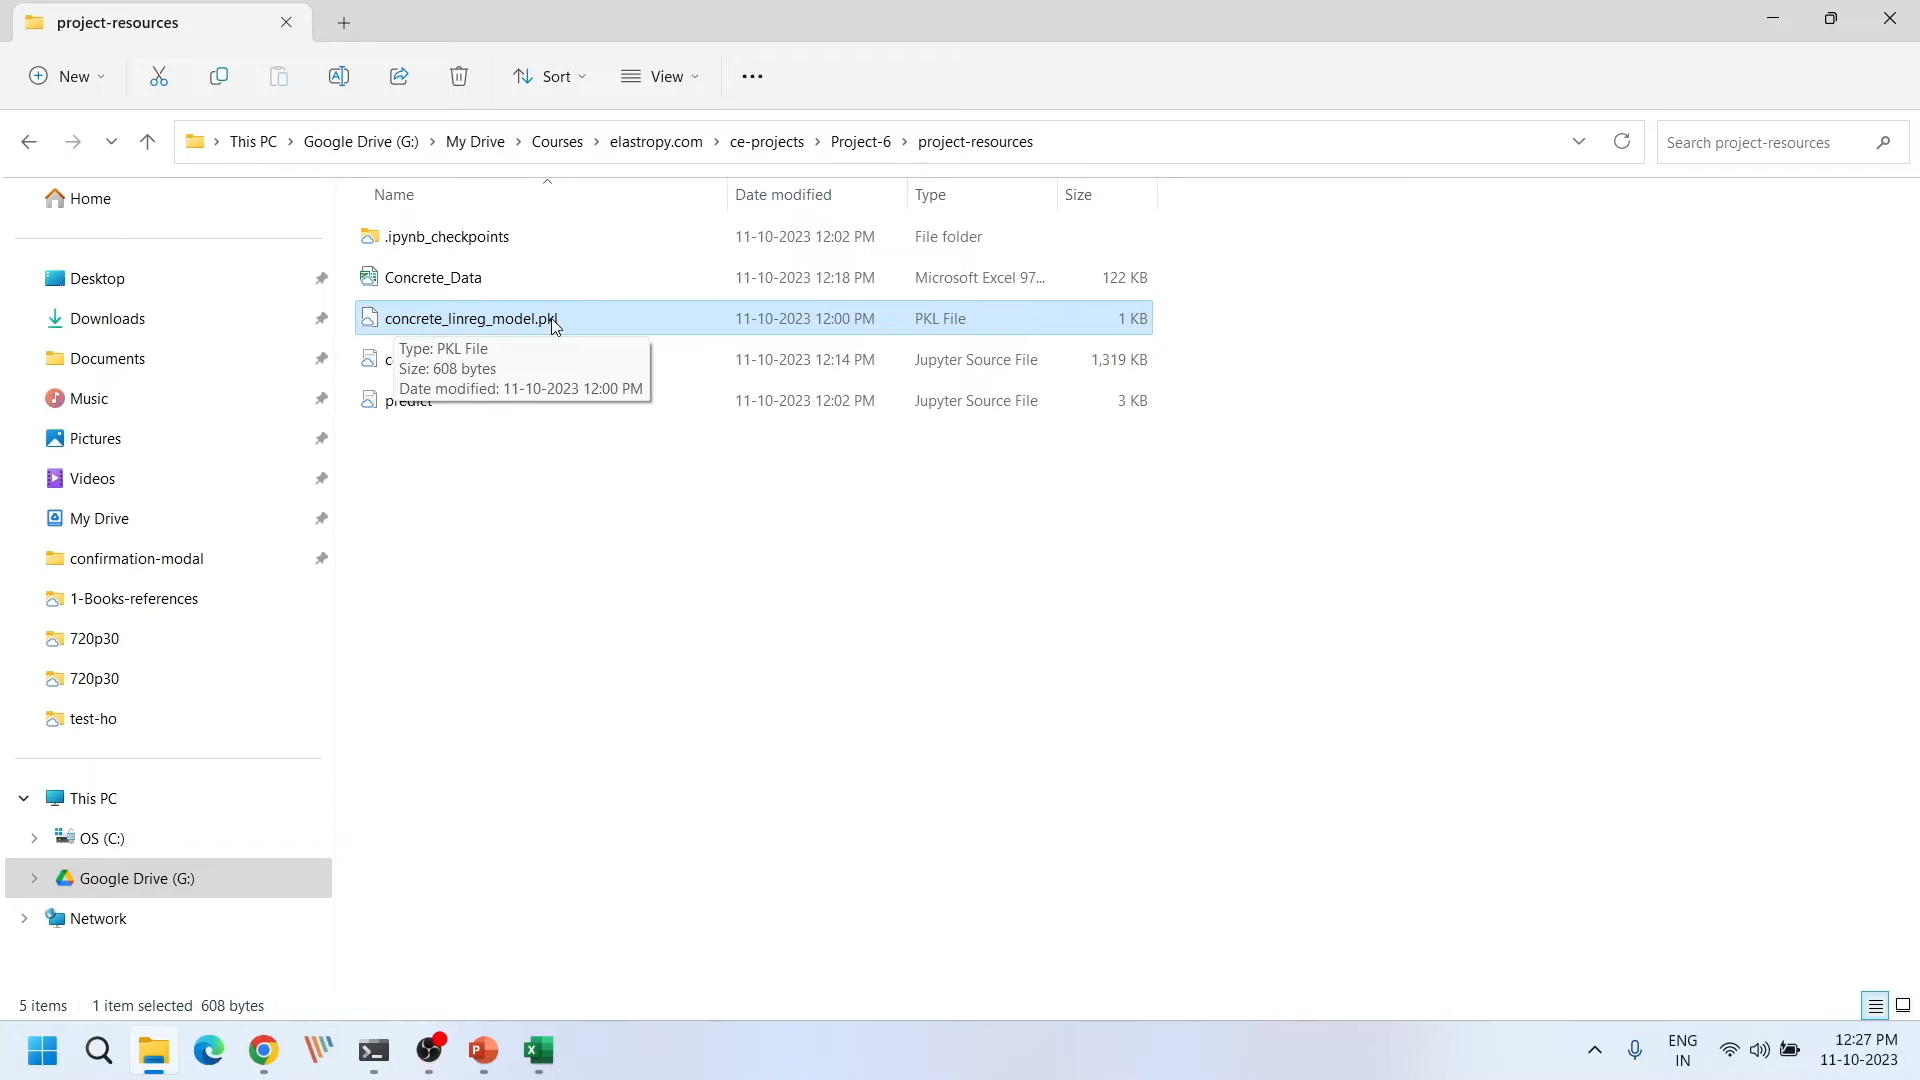 project-resources
New
Sort
View
This PC
Google Drive (G:)
My Drive
Courses
elastropy.com
ce-projects
Project-6
project-resources
Search project-resources
Name
Date modified
Type
Size
.ipynb_checkpoints
11-10-2023 12:02 PM
File folder
Concrete_Data
11-10-2023 12:18 PM
Microsoft Excel 97...
122 KB
concrete_linreg_model.pkl
11-10-2023 12:00 PM
PKL File
1 KB
11-10-2023 12:14 PM
Jupyter Source File
1,319 KB
predict
11-10-2023 12:02 PM
Jupyter Source File
3 KB
Type: PKL File
Size: 608 bytes
Date modified: 11-10-2023 12:00 PM
Home
Desktop
Downloads
Documents
Music
Pictures
Videos
My Drive
confirmation-modal
1-Books-references
720p30
720p30
test-ho
This PC
OS (C:)
Google Drive (G:)
Network
5 items
1 item selected 608 bytes
ENG
IN
12:27 PM
11-10-2023